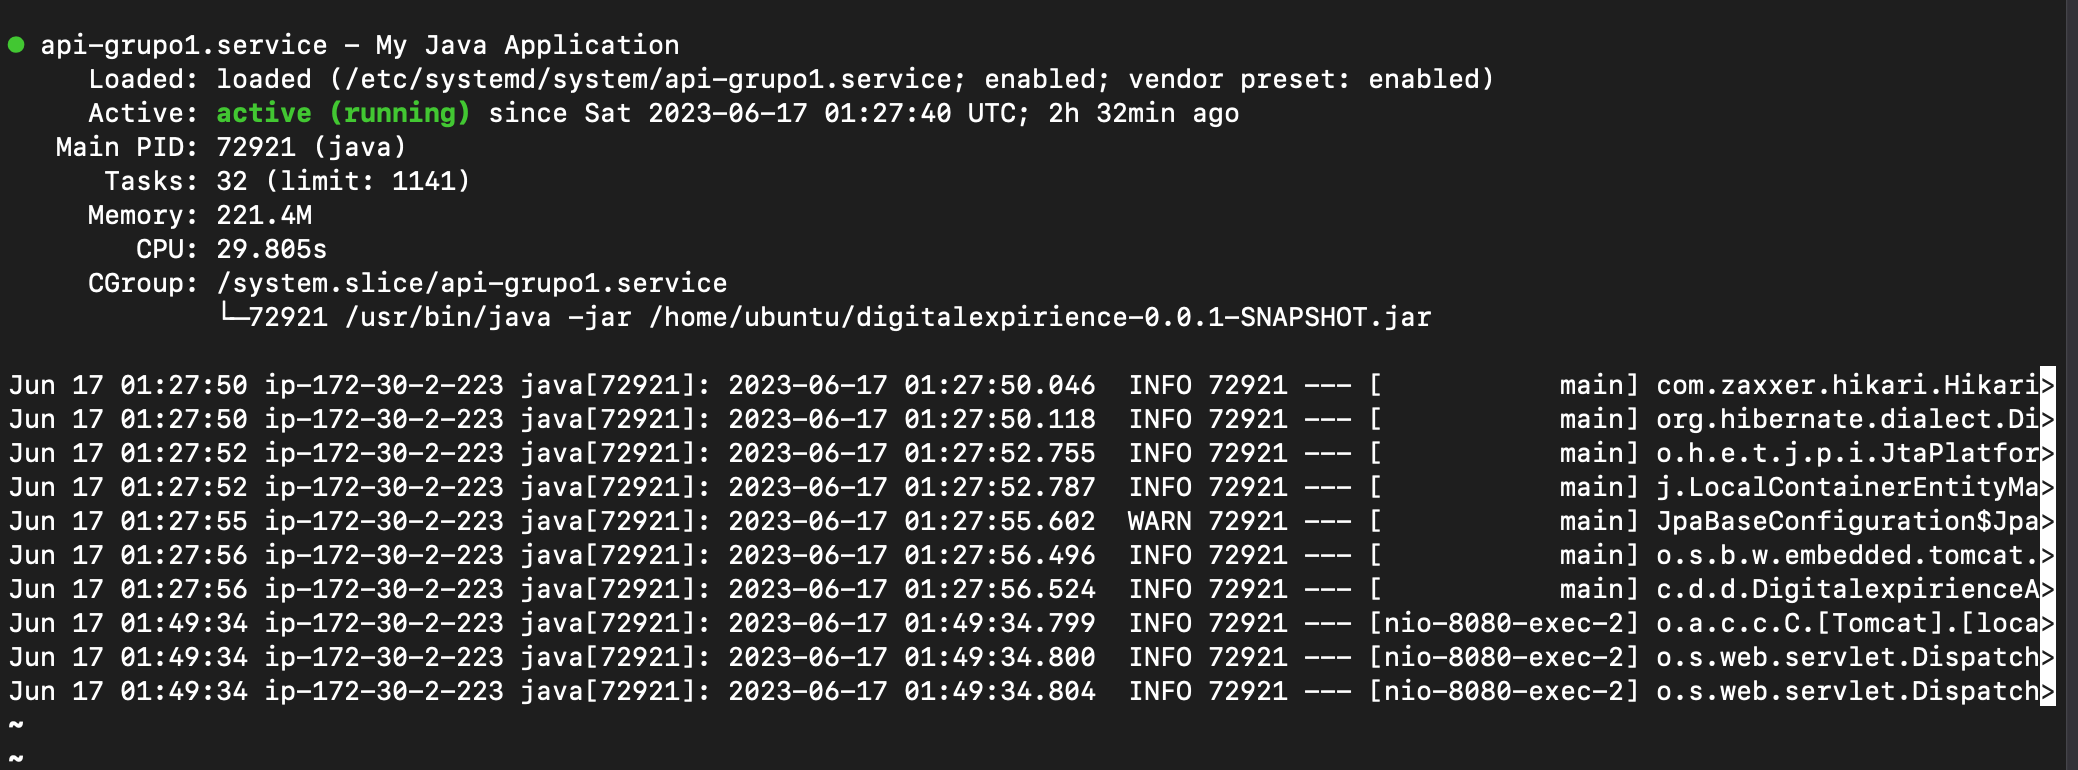 ● api-grupo1.service - My Java Application
Loaded: loaded (/etc/systemd/system/api-grupo1.service; enabled; vendor preset: enabled)
Active: active (running) since Sat 2023-06-17 01:27:40 UTC; 2h 32min ago
Main PID: 72921 (java)
Tasks: 32 (limit: 1141)
Memory: 221.4M
CPU: 29.805s
CGroup: /system.slice/api-grupo1.service
└─72921 /usr/bin/java -jar /home/ubuntu/digitalexpirience-0.0.1-SNAPSHOT.jar
Jun 17 01:27:50 ip-172-30-2-223 java[72921]: 2023-06-17 01:27:50.046  INFO 72921 --- [           main] com.zaxxer.hikari.Hikari>
Jun 17 01:27:50 ip-172-30-2-223 java[72921]: 2023-06-17 01:27:50.118  INFO 72921 --- [           main] org.hibernate.dialect.Di>
Jun 17 01:27:52 ip-172-30-2-223 java[72921]: 2023-06-17 01:27:52.755  INFO 72921 --- [           main] o.h.e.t.j.p.i.JtaPlatfor>
Jun 17 01:27:52 ip-172-30-2-223 java[72921]: 2023-06-17 01:27:52.787  INFO 72921 --- [           main] j.LocalContainerEntityMa>
Jun 17 01:27:55 ip-172-30-2-223 java[72921]: 2023-06-17 01:27:55.602  WARN 72921 --- [           main] JpaBaseConfiguration$Jpa>
Jun 17 01:27:56 ip-172-30-2-223 java[72921]: 2023-06-17 01:27:56.496  INFO 72921 --- [           main] o.s.b.w.embedded.tomcat.>
Jun 17 01:27:56 ip-172-30-2-223 java[72921]: 2023-06-17 01:27:56.524  INFO 72921 --- [           main] c.d.d.DigitalexpirienceA>
Jun 17 01:49:34 ip-172-30-2-223 java[72921]: 2023-06-17 01:49:34.799  INFO 72921 --- [nio-8080-exec-2] o.a.c.c.C.[Tomcat].[loca>
Jun 17 01:49:34 ip-172-30-2-223 java[72921]: 2023-06-17 01:49:34.800  INFO 72921 --- [nio-8080-exec-2] o.s.web.servlet.Dispatch>
Jun 17 01:49:34 ip-172-30-2-223 java[72921]: 2023-06-17 01:49:34.804  INFO 72921 --- [nio-8080-exec-2] o.s.web.servlet.Dispatch>
~
~